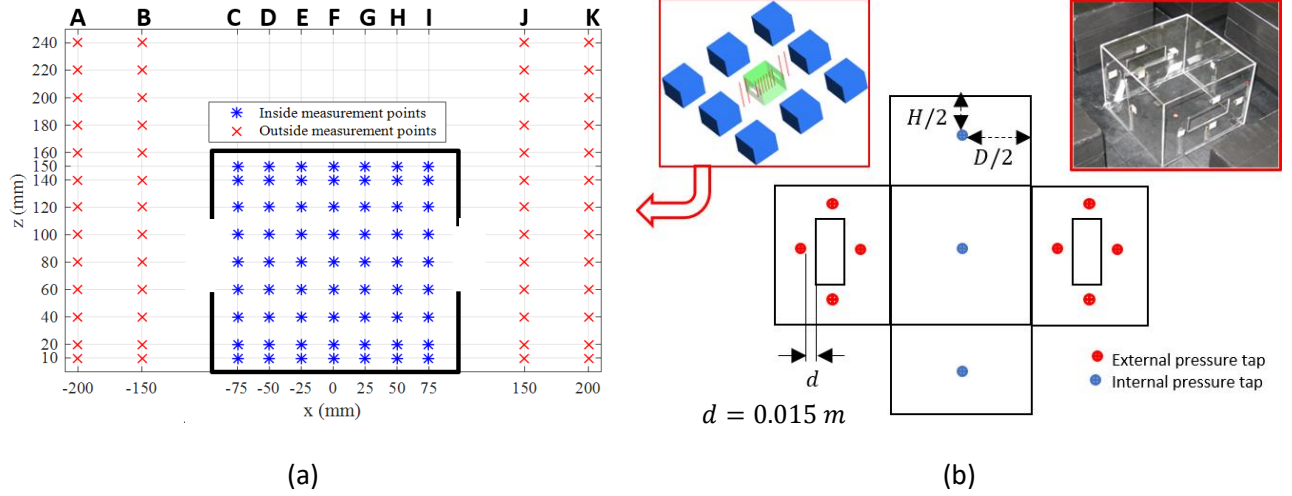 A B C D E F G H I J K
240
220
200
180
160
150
140
120
100
80
60
40
20
10
z (mm)
Inside measurement points
Outside measurement points
-200 -150 -75 -50 -25 0 25 50 75 150 200
x (mm)
(a)
H/2
D/2
d
d = 0.015 m
External pressure tap
Internal pressure tap
(b)